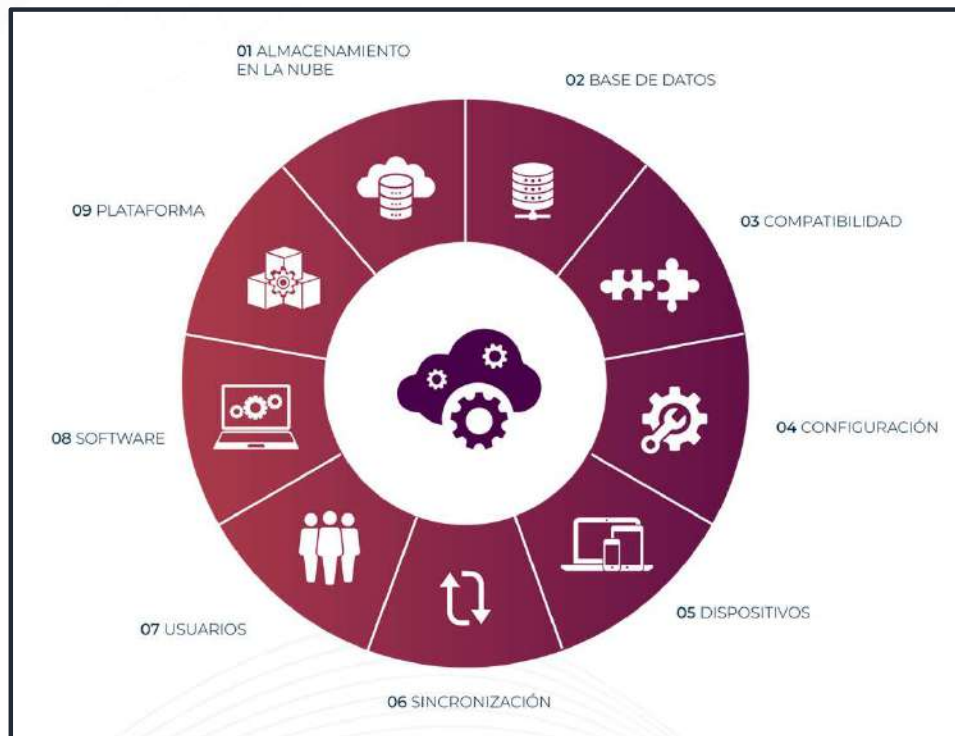 01 ALMACENAMIENTO
EN LA NUBE
02 BASE DE DATOS
03 COMPATIBILIDAD
04 CONFIGURACIÓN
05 DISPOSITIVOS
06 SINCRONIZACIÓN
07 USUARIOS
08 SOFTWARE
09 PLATAFORMA